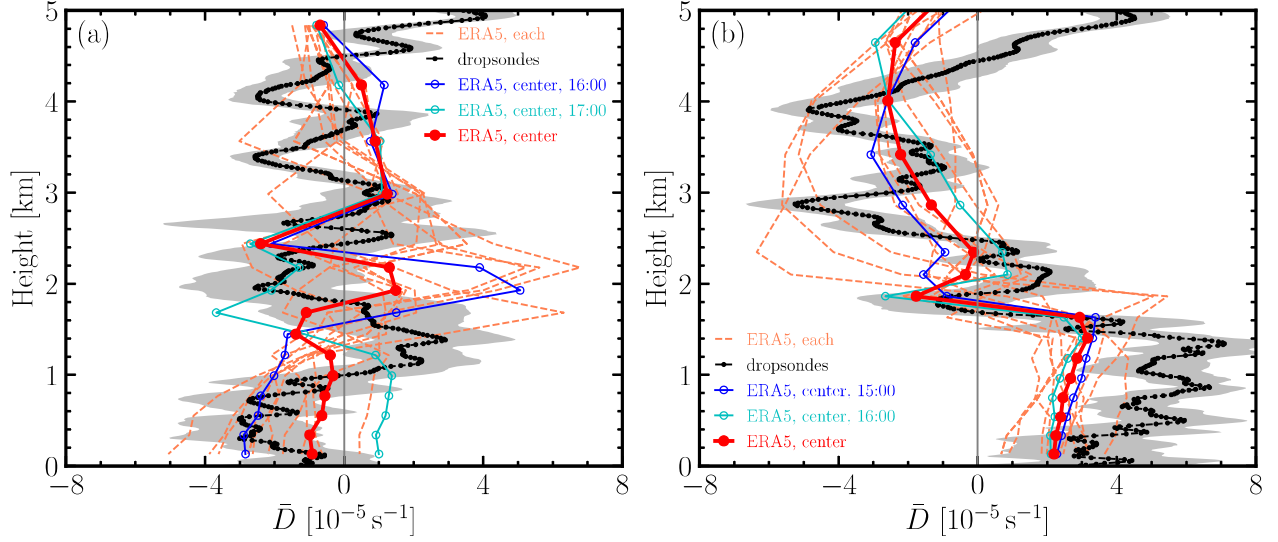 (a)
ERA5, each
dropsondes
ERA5, center, 16:00
ERA5, center, 17:00
ERA5, center
5
4
3
2
1
0
Height [km]
−8
−4
0
4
8
D̄ [10⁻⁵ s⁻¹]
(b)
5
4
3
2
1
0
Height [km]
ERA5, each
dropsondes
ERA5, center, 15:00
ERA5, center, 16:00
ERA5, center
−8
−4
0
4
8
D̄ [10⁻⁵ s⁻¹]